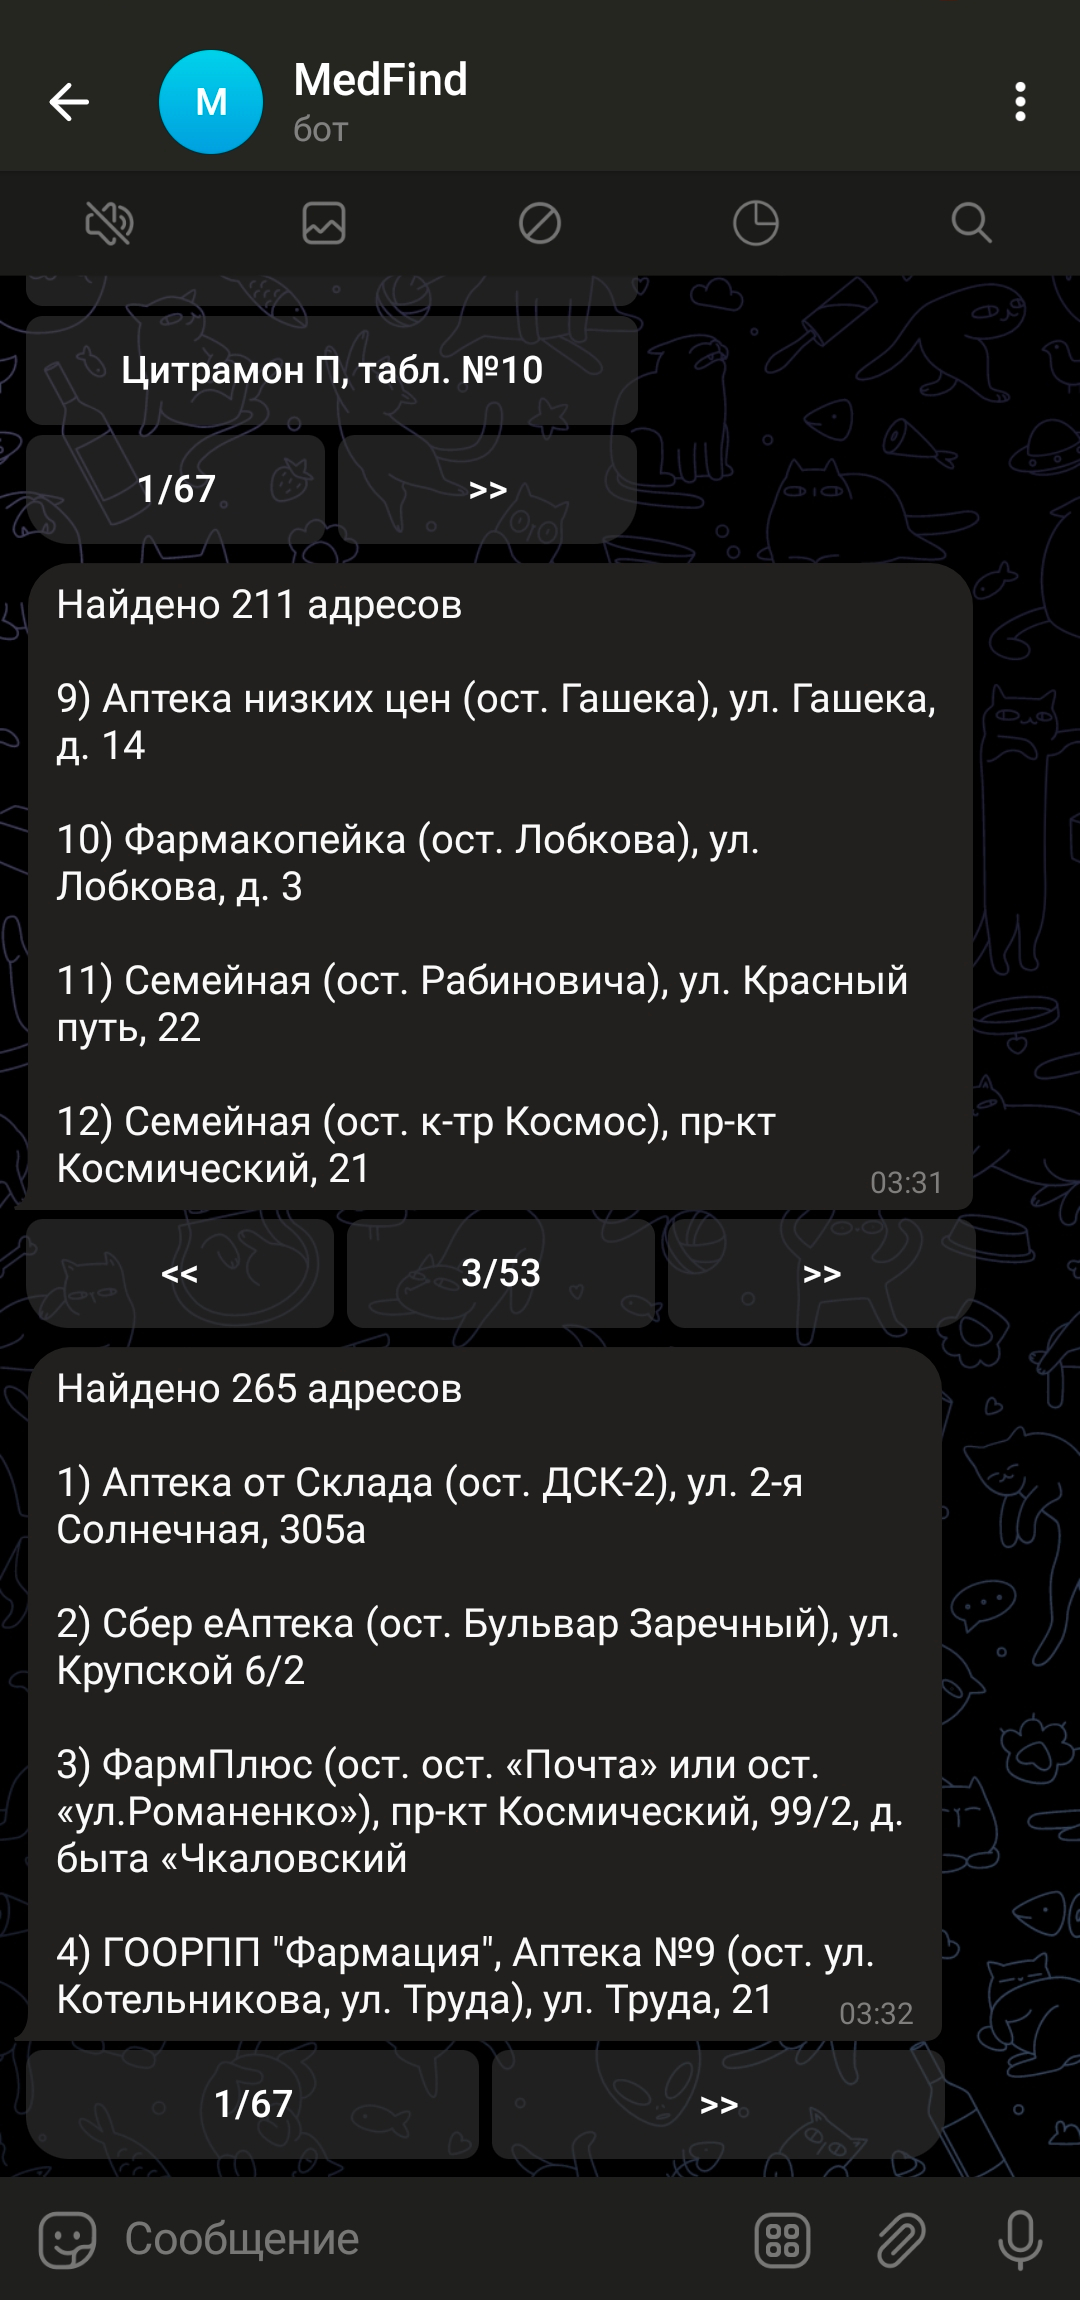 MedFind
бот
Цитрамон П, табл. №10
1/67 >>
Найдено 211 адресов
9) Аптека низких цен (ост. Гашека), ул. Гашека,
д. 14
10) Фармакопейка (ост. Лобкова), ул.
Лобкова, д. 3
11) Семейная (ост. Рабиновича), ул. Красный
путь, 22
12) Семейная (ост. к-тр Космос), пр-кт
Космический, 21
03:31
<< 3/53 >>
Найдено 265 адресов
1) Аптека от Склада (ост. ДСК-2), ул. 2-я
Солнечная, 305а
2) Сбер еАптека (ост. Бульвар Заречный), ул.
Крупской 6/2
3) ФармПлюс (ост. ост. «Почта» или ост.
«ул.Романенко»), пр-кт Космический, 99/2, д.
быта «Чкаловский
4) ГООРПП "Фармация", Аптека №9 (ост. ул.
Котельникова, ул. Труда), ул. Труда, 21
03:32
1/67 >>
Сообщение